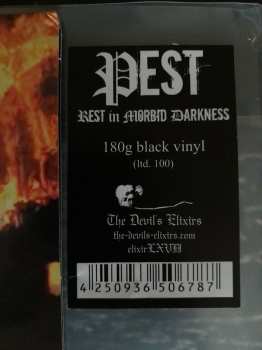 PEST
REST in MORBID DARKNESS
180g black vinyl
(ltd. 100)
The Devil's Elixirs
the-devils-elixirs.com
elixirLXVII
4 250936 506787